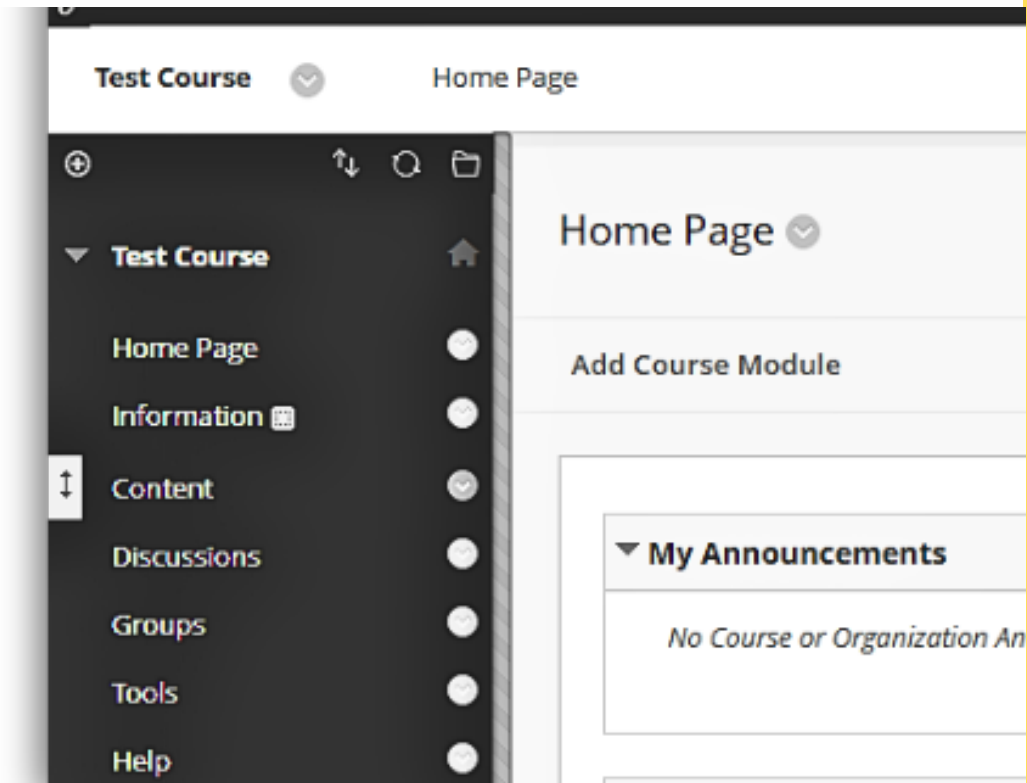 Test Course
Home Page
Test Course
Home Page
Information
Content
Discussions
Groups
Tools
Help
Home Page
Add Course Module
My Announcements
No Course or Organization An